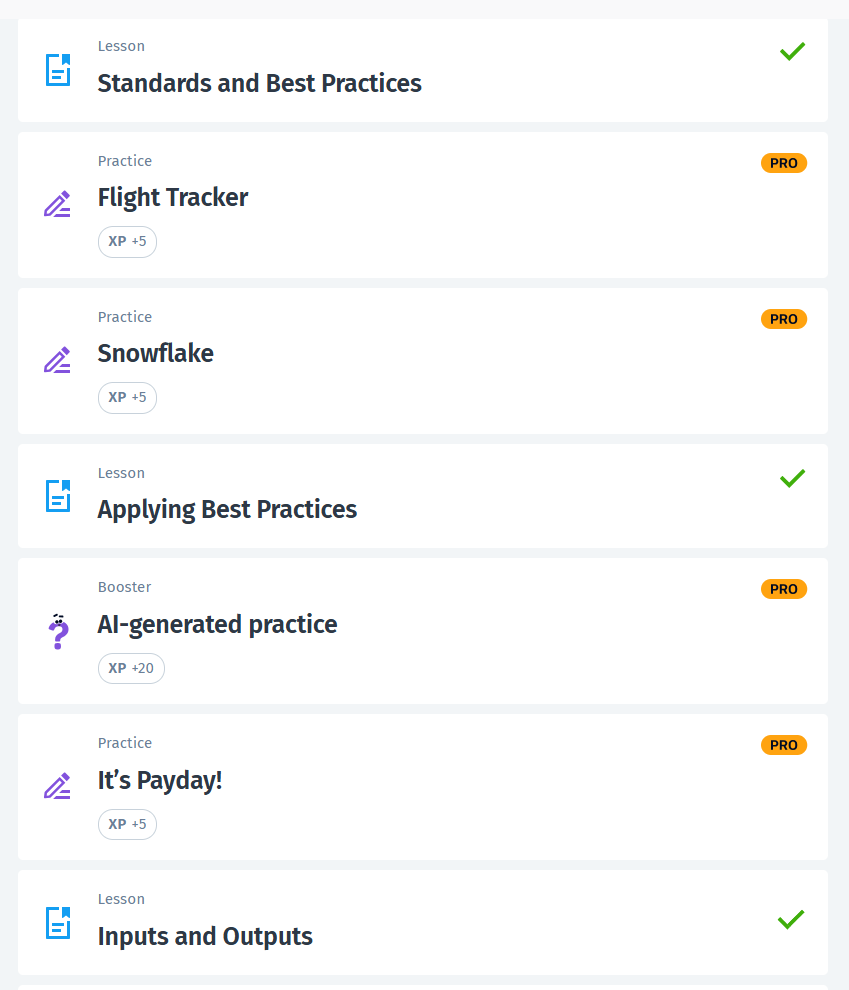 Lesson
Standards and Best Practices
Practice
PRO
Flight Tracker
XP +5
Practice
PRO
Snowflake
XP +5
Lesson
Applying Best Practices
Booster
PRO
AI-generated practice
XP +20
Practice
PRO
It’s Payday!
XP +5
Lesson
Inputs and Outputs